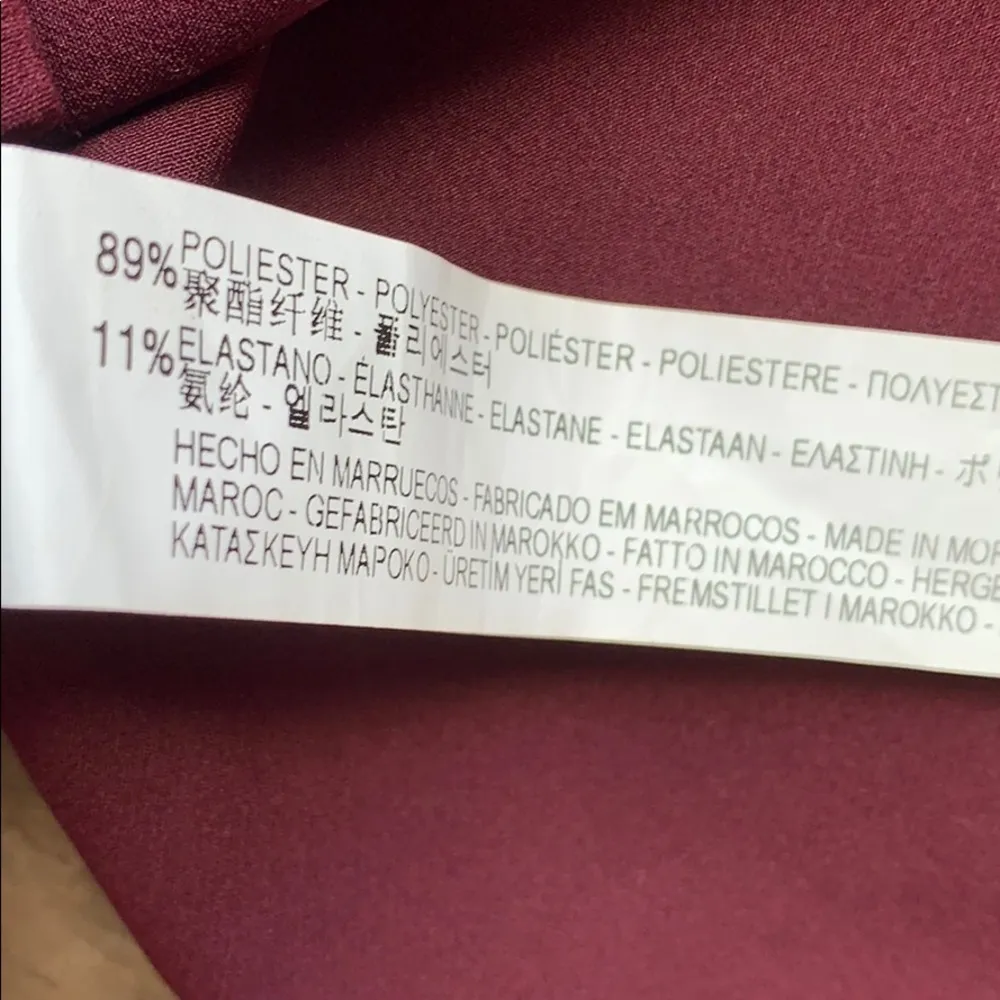 89% POLIESTER - POLYESTER - POLIÉSTER - POLIESTERE - ΠΟΛΥΕΣΤ
聚酯纤维 - 폴리에스터
11% ELASTANO - ÉLASTHANNE - ELASTANE - ELASTAAN - ΕΛΑΣΤΙΝΗ - ポ
氨纶 - 엘라스탄
HECHO EN MARRUECOS - FABRICADO EM MARROCOS - MADE IN MOR
MAROC - GEFABRICEERD IN MAROKKO - FATTO IN MAROCCO - HERGE
ΚΑΤΑΣΚΕΥΗ ΜΑΡΟΚΟ - ÜRETIM YERİ FAS - FREMSTILLET I MAROKKO -